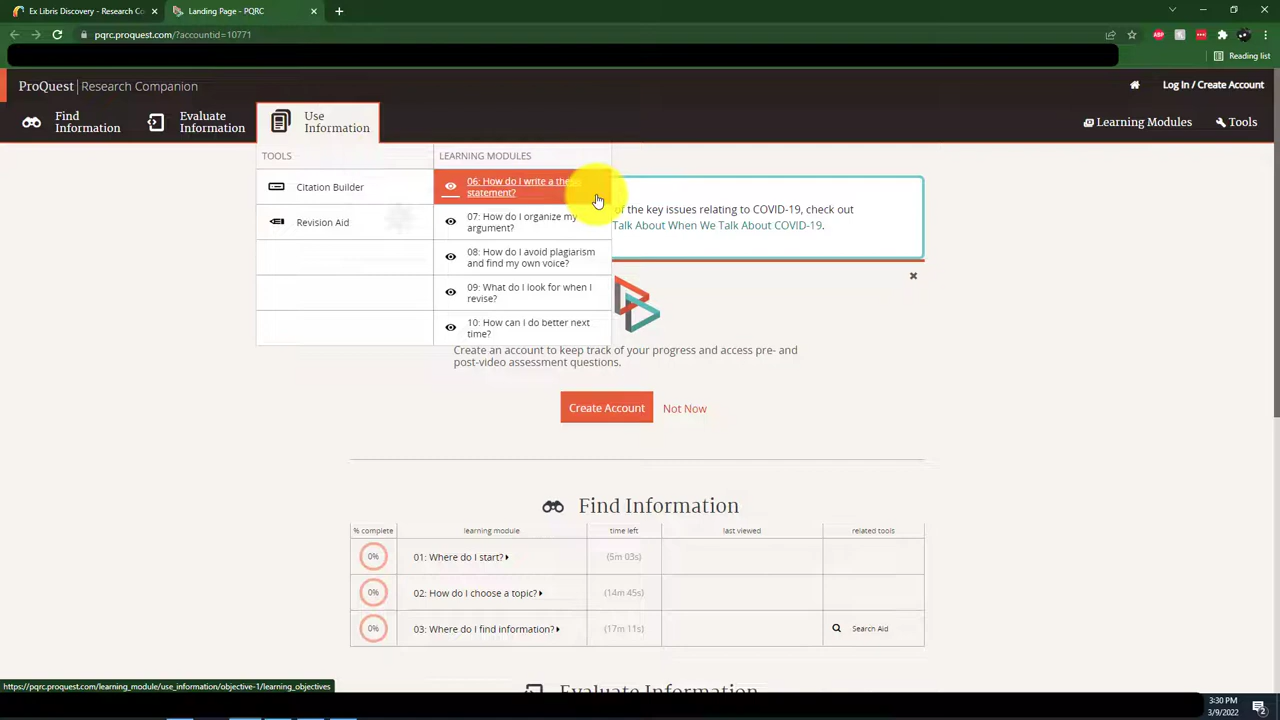 Ex Libris Discovery - Research Co
Landing Page - PQRC
pqrc.proquest.com/?accountid=10771
Reading list
ProQuest | Research Companion
Log In / Create Account
Find
Information
Evaluate
Information
Use
Information
Learning Modules
Tools
TOOLS
LEARNING MODULES
Citation Builder
06: How do I write a thesis
statement?
Revision Aid
07: How do I organize my
argument?
08: How do I avoid plagiarism
and find my own voice?
09: What do I look for when I
revise?
10: How can I do better next
time?
of the key issues relating to COVID-19, check out
Talk About When We Talk About COVID-19.
Create an account to keep track of your progress and access pre- and
post-video assessment questions.
Create Account
Not Now
Find Information
% complete learning module time left last viewed related tools
0% 01: Where do I start? (5m 03s)
0% 02: How do I choose a topic? (14m 45s)
0% 03: Where do I find information? (17m 11s) Search Aid
Evaluate Information
https://pqrc.proquest.com/learning_module/use_information/objective-1/learning_objectives
3:30 PM
3/9/2022
2